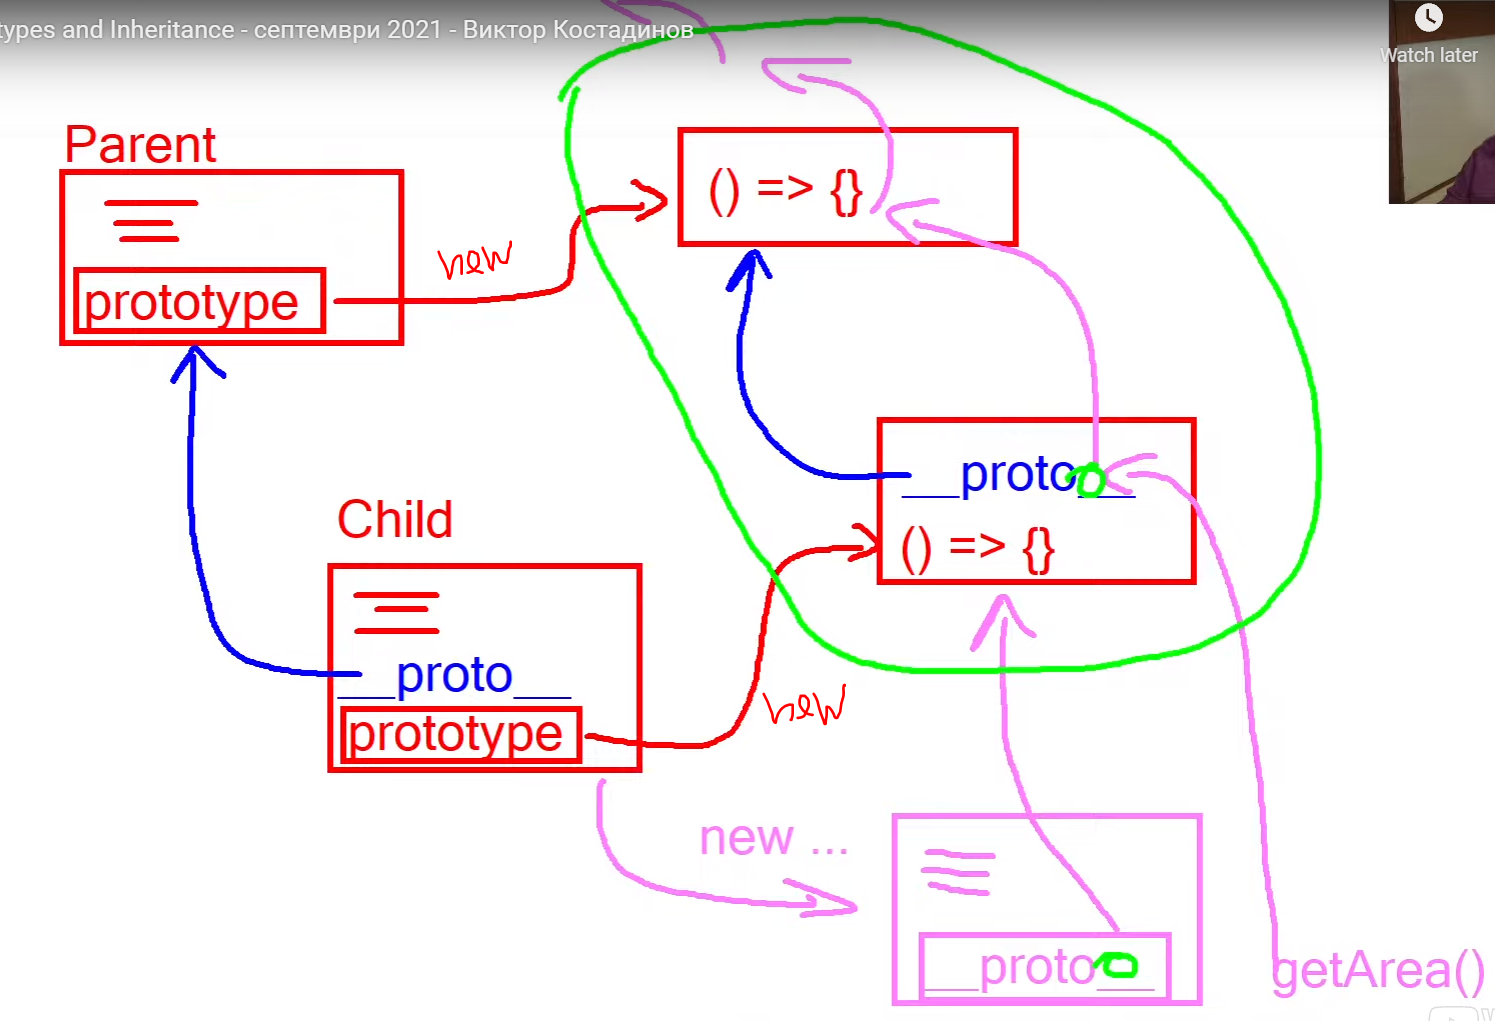 types and Inheritance - септември 2021 - Виктор Костадинов
Watch later
Parent
() => {}
new
prototype
__proto__
() => {}
Child
__proto__
new
prototype
new ...
__proto__
getArea()